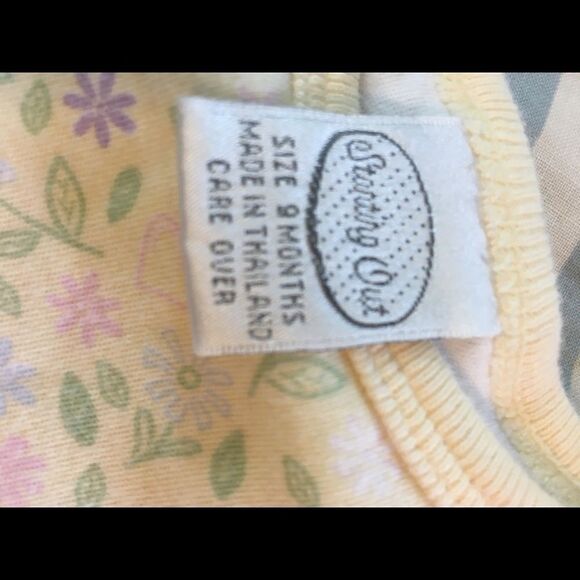 Starting Out
SIZE 9 MONTHS
MADE IN THAILAND
CARE OVER